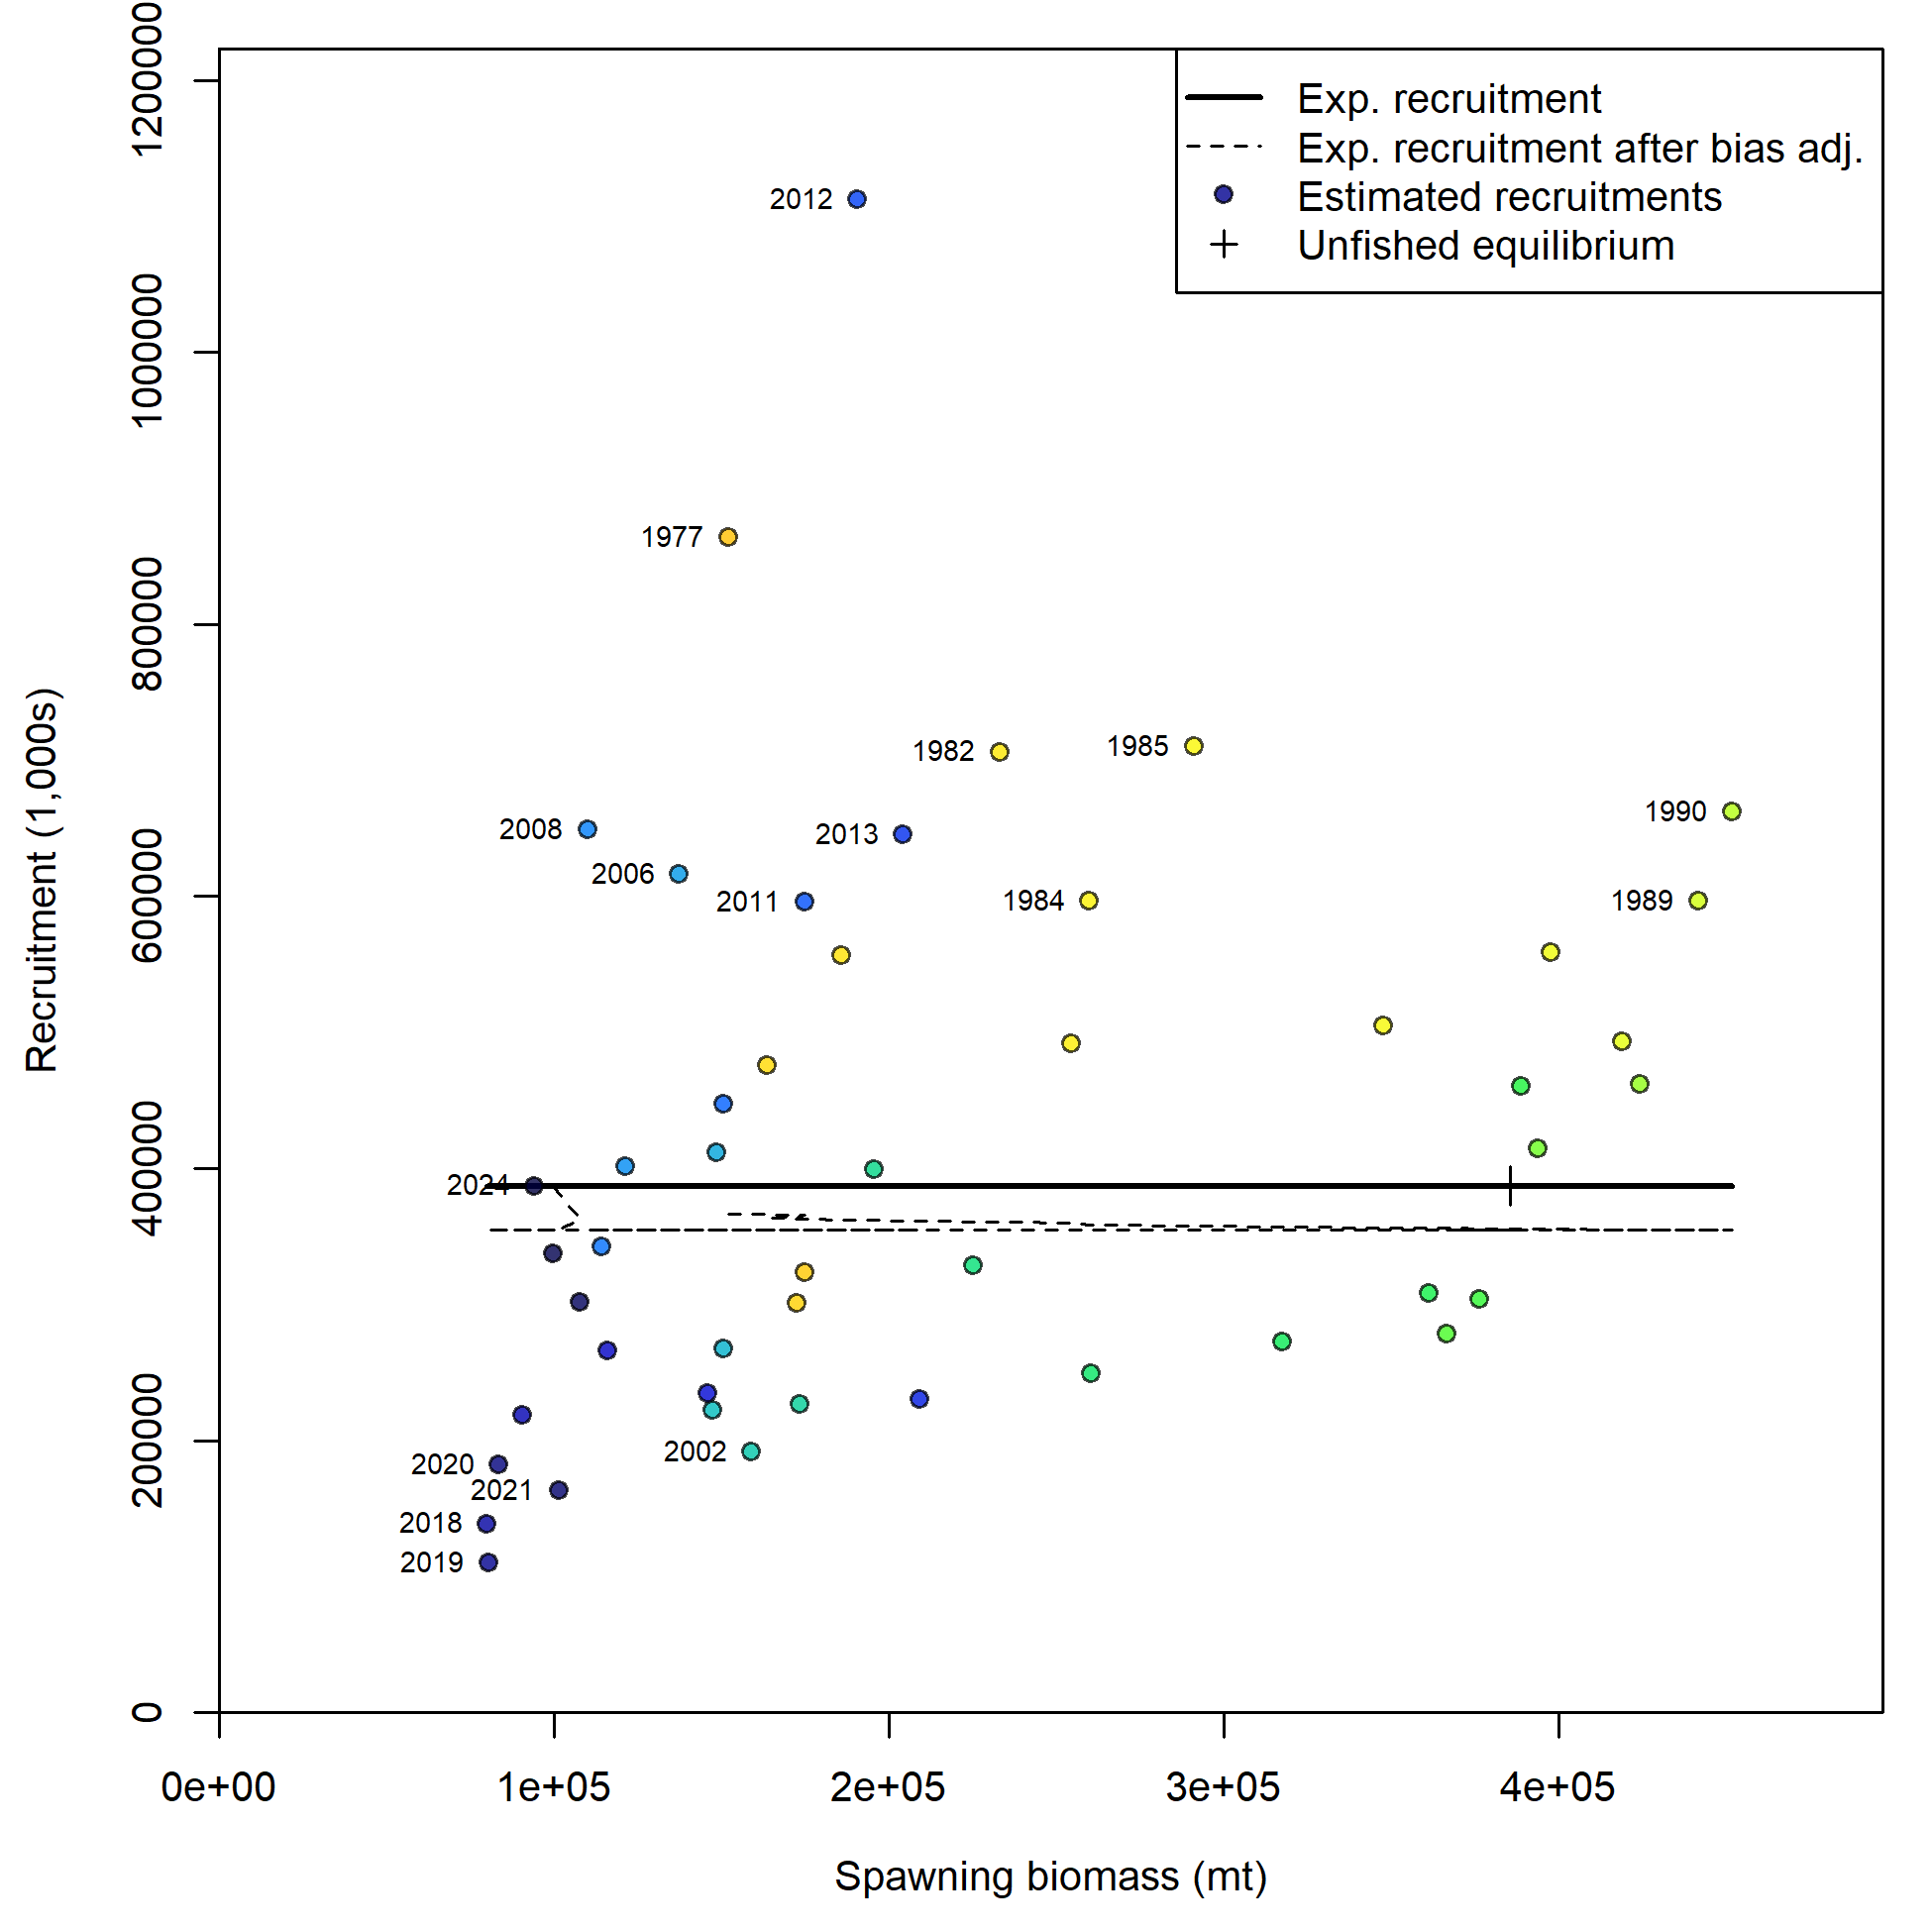 Exp. recruitment
Exp. recruitment after bias adj.
Estimated recruitments
Unfished equilibrium
1200000
1000000
800000
600000
400000
200000
0
Recruitment (1,000s)
2012
1977
1982
1985
1990
2008
2013
2006
2011
1984
1989
2024
2002
2020
2021
2018
2019
0e+00
1e+05
2e+05
3e+05
4e+05
Spawning biomass (mt)